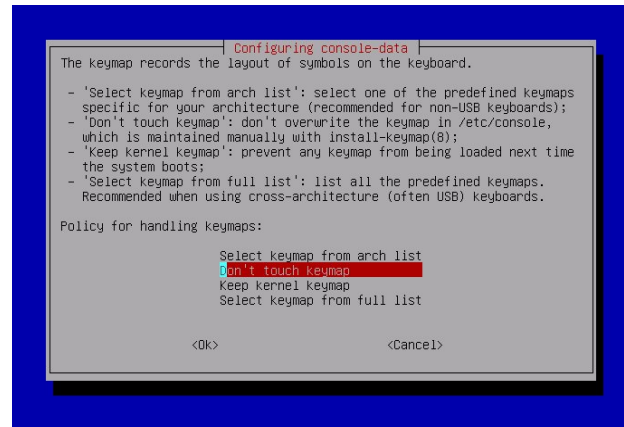 Configuring console-data
The keymap records the layout of symbols on the keyboard.
- 'Select keymap from arch list': select one of the predefined keymaps
specific for your architecture (recommended for non-USB keyboards);
- 'Don't touch keymap': don't overwrite the keymap in /etc/console,
which is maintained manually with install-keymap(8);
- 'Keep kernel keymap': prevent any keymap from being loaded next time
the system boots;
- 'Select keymap from full list': list all the predefined keymaps.
Recommended when using cross-architecture (often USB) keyboards.
Policy for handling keymaps:
Select keymap from arch list
Don't touch keymap
Keep kernel keymap
Select keymap from full list
<Ok> <Cancel>